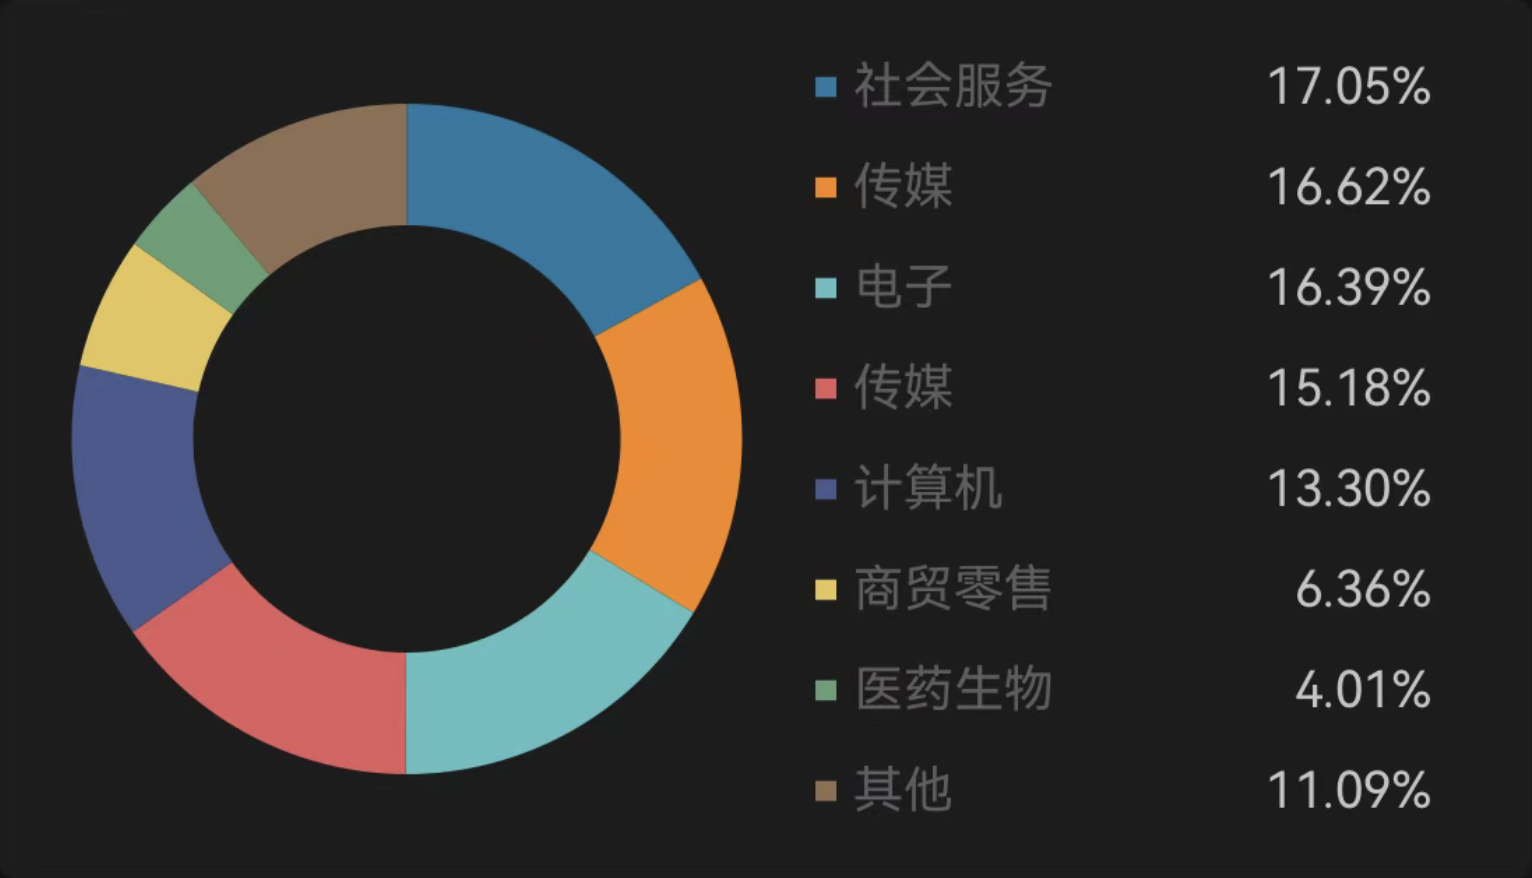 社会服务 17.05%
传媒 16.62%
电子 16.39%
传媒 15.18%
计算机 13.30%
商贸零售 6.36%
医药生物 4.01%
其他 11.09%